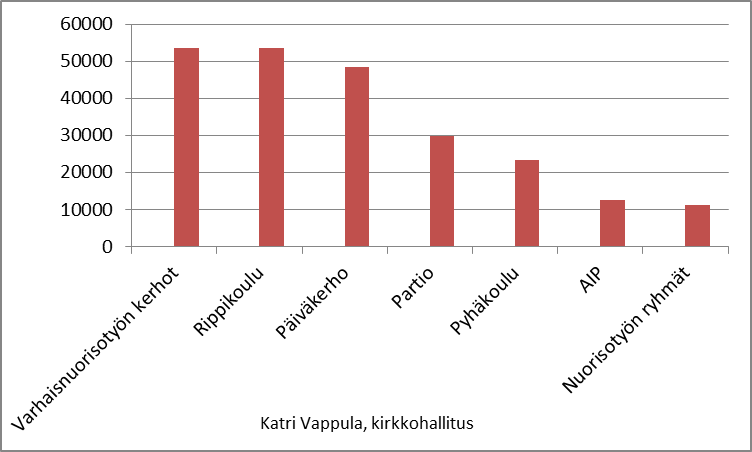 60000
50000
40000
30000
20000
10000
0
Varhaisnuorisotyön kerhot
Rippikoulu
Päiväkerho
Partio
Pyhäkoulu
AIP
Nuorisotyön ryhmät
Katri Vappula, kirkkohallitus